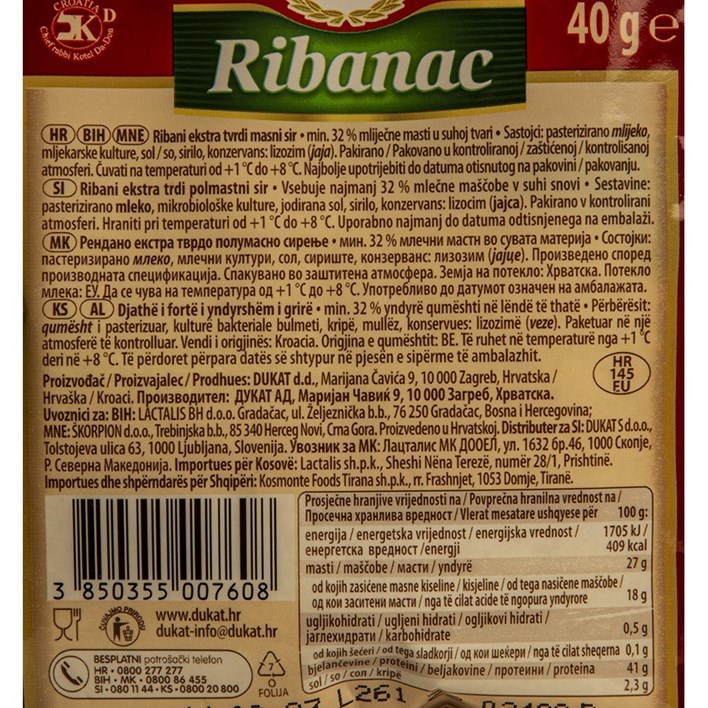 CROATIA
K D
Chief rabbi Kotel Da-Don
Ribanac
40 g e
HR BIH MNE Ribani ekstra tvrdi masni sir • min. 32 % mliječne masti u suhoj tvari • Sastojci: pasterizirano mlijeko,
mljekarske kulture, sol / so, sirilo, konzervans: lizozim (jaja). Pakirano / Pakovano u kontroliranoj / zaštićenoj / kontrolisanoj
atmosferi. Čuvati na temperaturi od +1 °C do +8 °C. Najbolje upotrijebiti do datuma otisnutog na pakovini / pakovanju.
SI Ribani ekstra trdi polmastni sir • Vsebuje najmanj 32 % mlečne maščobe v suhi snovi • Sestavine:
pasterizirano mleko, mikrobiološke kulture, jodirana sol, sirilo, konzervans: lizocim (jajca). Pakirano v kontrolirani
atmosferi. Hraniti pri temperaturi od +1 °C do +8 °C. Uporabno najmanj do datuma odtisnjenega na embalaži.
MK Рендано екстра тврдо полумасно сирење • мин. 32 % млечни масти во сувата материја • Состојки:
пастеризирано млеко, млечни култури, сол, сириште, конзерванс: лизозим (јајце). Произведено според
производната спецификација. Спакувано во заштитена атмосфера. Земја на потекло: Хрватска. Потекло
млека: ЕУ. Да се чува на температура од +1 °C до +8 °C. Употребливо до датумот означен на амбалажата.
KS AL Djathë i fortë i yndyrshëm i grirë • min. 32 % yndyrë qumështi në lëndë të thatë • Përbërësit:
qumësht i pasterizuar, kulturë bakteriale bulmeti, kripë, mullëz, konservues: lizozimë (veze). Paketuar në një
atmosferë të kontrolluar. Vendi i origjinës: Kroacia. Origjina e qumështit: BE. Të ruhet në temperaturë nga +1 °C
deri në +8 °C. Të përdoret përpara datës së shtypur në pjesën e sipërme të ambalazhit.
HR
145
EU
Proizvođač / Proizvajalec / Prodhues: DUKAT d.d., Marijana Čavića 9, 10 000 Zagreb, Hrvatska /
Hrvaška / Kroaci. Производител: ДУКАТ АД, Маријан Чавиќ 9, 10 000 Загреб, Хрватска.
Uvoznici za: BIH: LACTALIS BH d.o.o. Gradačac, ul. Železnička b.b., 76 250 Gradačac, Bosna i Hercegovina;
MNE: ŠKORPION d.o.o., Trebinjska b.b., 85 340 Herceg Novi, Crna Gora. Proizvedeno u Hrvatskoj. Distributer za SI: DUKAT S d.o.o.,
Tolstojeva ulica 63, 1000 Ljubljana, Slovenija. Увозник за МК: Лацталис МК ДООЕЛ, ул. 1632 бр.46, 1000 Скопје,
Р. Северна Македонија. Importues për Kosovë: Lactalis sh.p.k., Sheshi Nëna Terezë, numër 28/1, Prishtinë.
Importues dhe shpërndarës për Shqipëri: Kosmonte Foods Tirana sh.p.k., rr. Frashnjet, 1053 Domje, Tiranë.
3 850355 007608
ČUVAJMO PRIRODU
www.dukat.hr
dukat-info@dukat.hr
BESPLATNI potrošački telefon
HR • 0800 277 277
BIH • MK • 0800 86 455
SI • 080 11 44 • KS • 0800 20 800
7
O
FOLIJA
Prosječne hranjive vrijednosti na / Povprečna hranilna vrednost na /
Просечна хранлива вредност / Vlerat mesatare ushqyese për 100 g:
energija / energetska vrijednost / energijska vrednost / 1705 kJ /
енергетска вредност /energji 409 kcal
masti / maščobe / масти / yndyrë 27 g
od kojih zasićene masne kiseline / kisjeline / od tega nasičene maščobe /
од кои заситени масти / nga të cilat acide të ngopura yndyrore 18 g
ugljikohidrati / ugljeni hidrati / ogljikovi hidrati /
јаглехидрати / karbohidrate 0,5 g
od kojih šećeri / od tega sladkorji / од кои шеќери / nga të cilat sheqerna 0,1 g
bjelančevine / proteini / beljakovine / протеини / proteina 41 g
sol / so / сол / kripë 2,3 g
L261